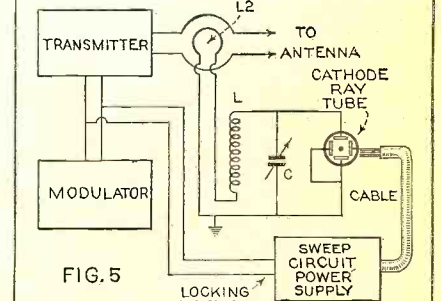 L2
TRANSMITTER
TO
ANTENNA
CATHODE
RAY
TUBE
L
C
MODULATOR
CABLE
SWEEP
CIRCUIT
POWER
SUPPLY
FIG. 5
LOCKING